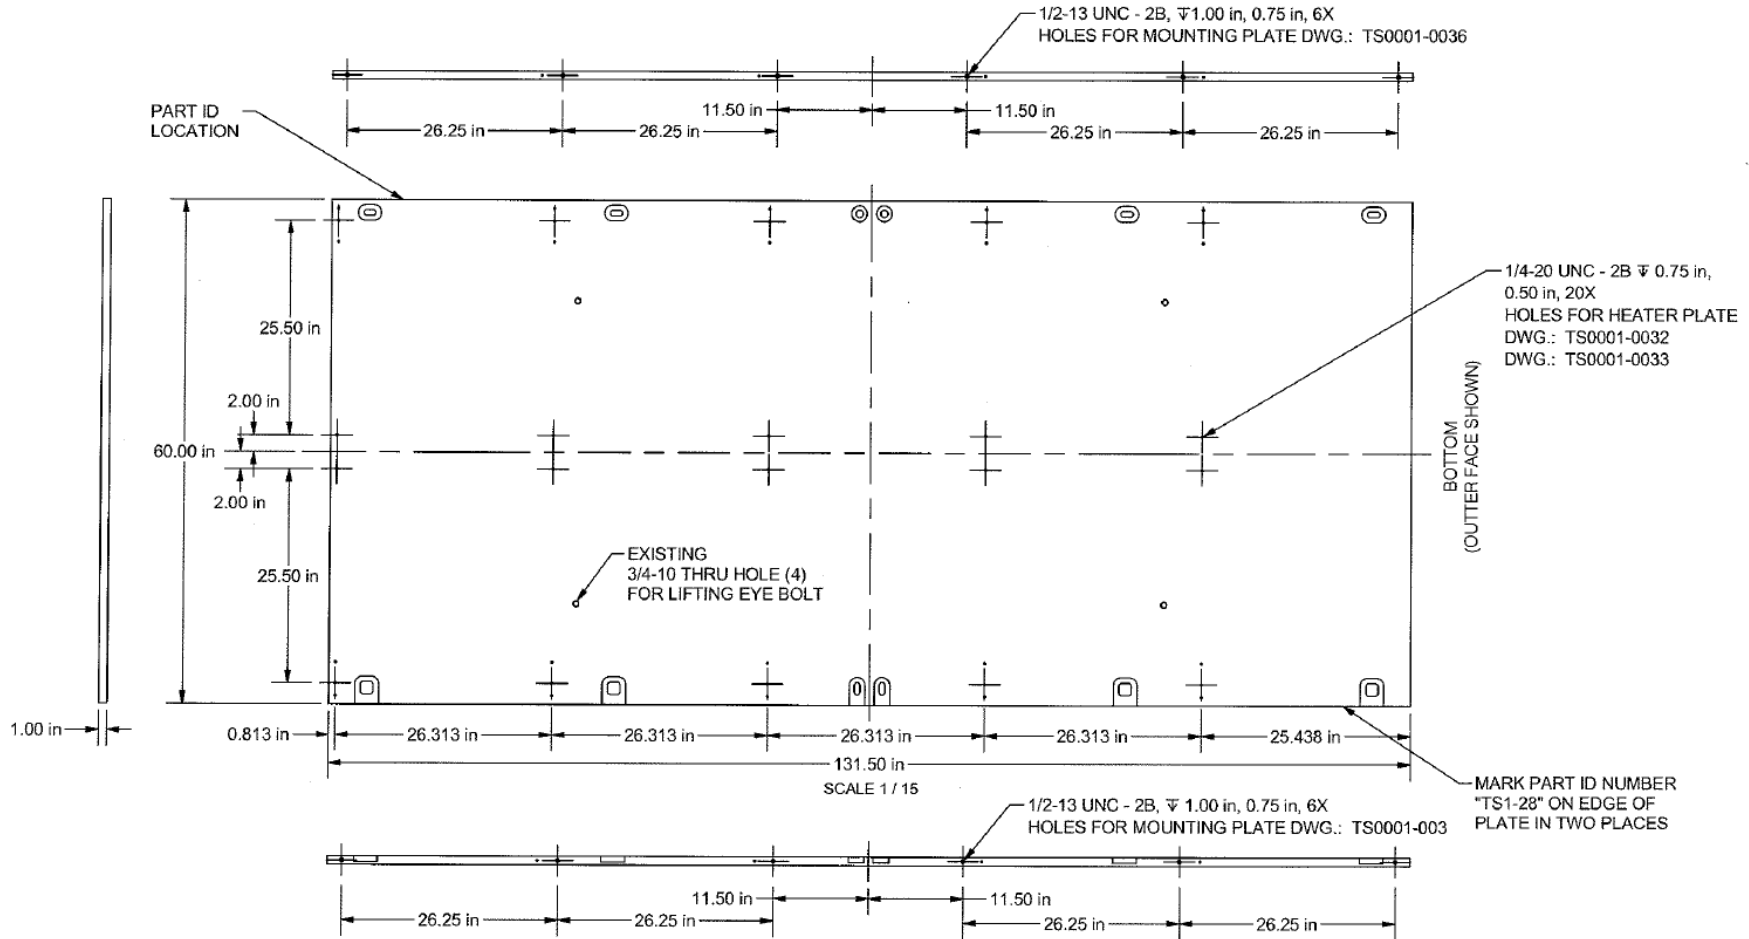 1/2-13 UNC - 2B, ↧1.00 in, 0.75 in, 6X
HOLES FOR MOUNTING PLATE DWG.: TS0001-0036
PART ID
LOCATION
11.50 in
11.50 in
26.25 in
26.25 in
26.25 in
26.25 in
1/4-20 UNC - 2B ↧ 0.75 in,
0.50 in, 20X
HOLES FOR HEATER PLATE
DWG.: TS0001-0032
DWG.: TS0001-0033
25.50 in
2.00 in
60.00 in
2.00 in
BOTTOM
(OUTTER FACE SHOWN)
EXISTING
3/4-10 THRU HOLE (4)
FOR LIFTING EYE BOLT
25.50 in
1.00 in
0.813 in
26.313 in
26.313 in
26.313 in
26.313 in
25.438 in
131.50 in
SCALE 1 / 15
MARK PART ID NUMBER
"TS1-28" ON EDGE OF
PLATE IN TWO PLACES
1/2-13 UNC - 2B, ↧ 1.00 in, 0.75 in, 6X
HOLES FOR MOUNTING PLATE DWG.: TS0001-003
11.50 in
11.50 in
26.25 in
26.25 in
26.25 in
26.25 in